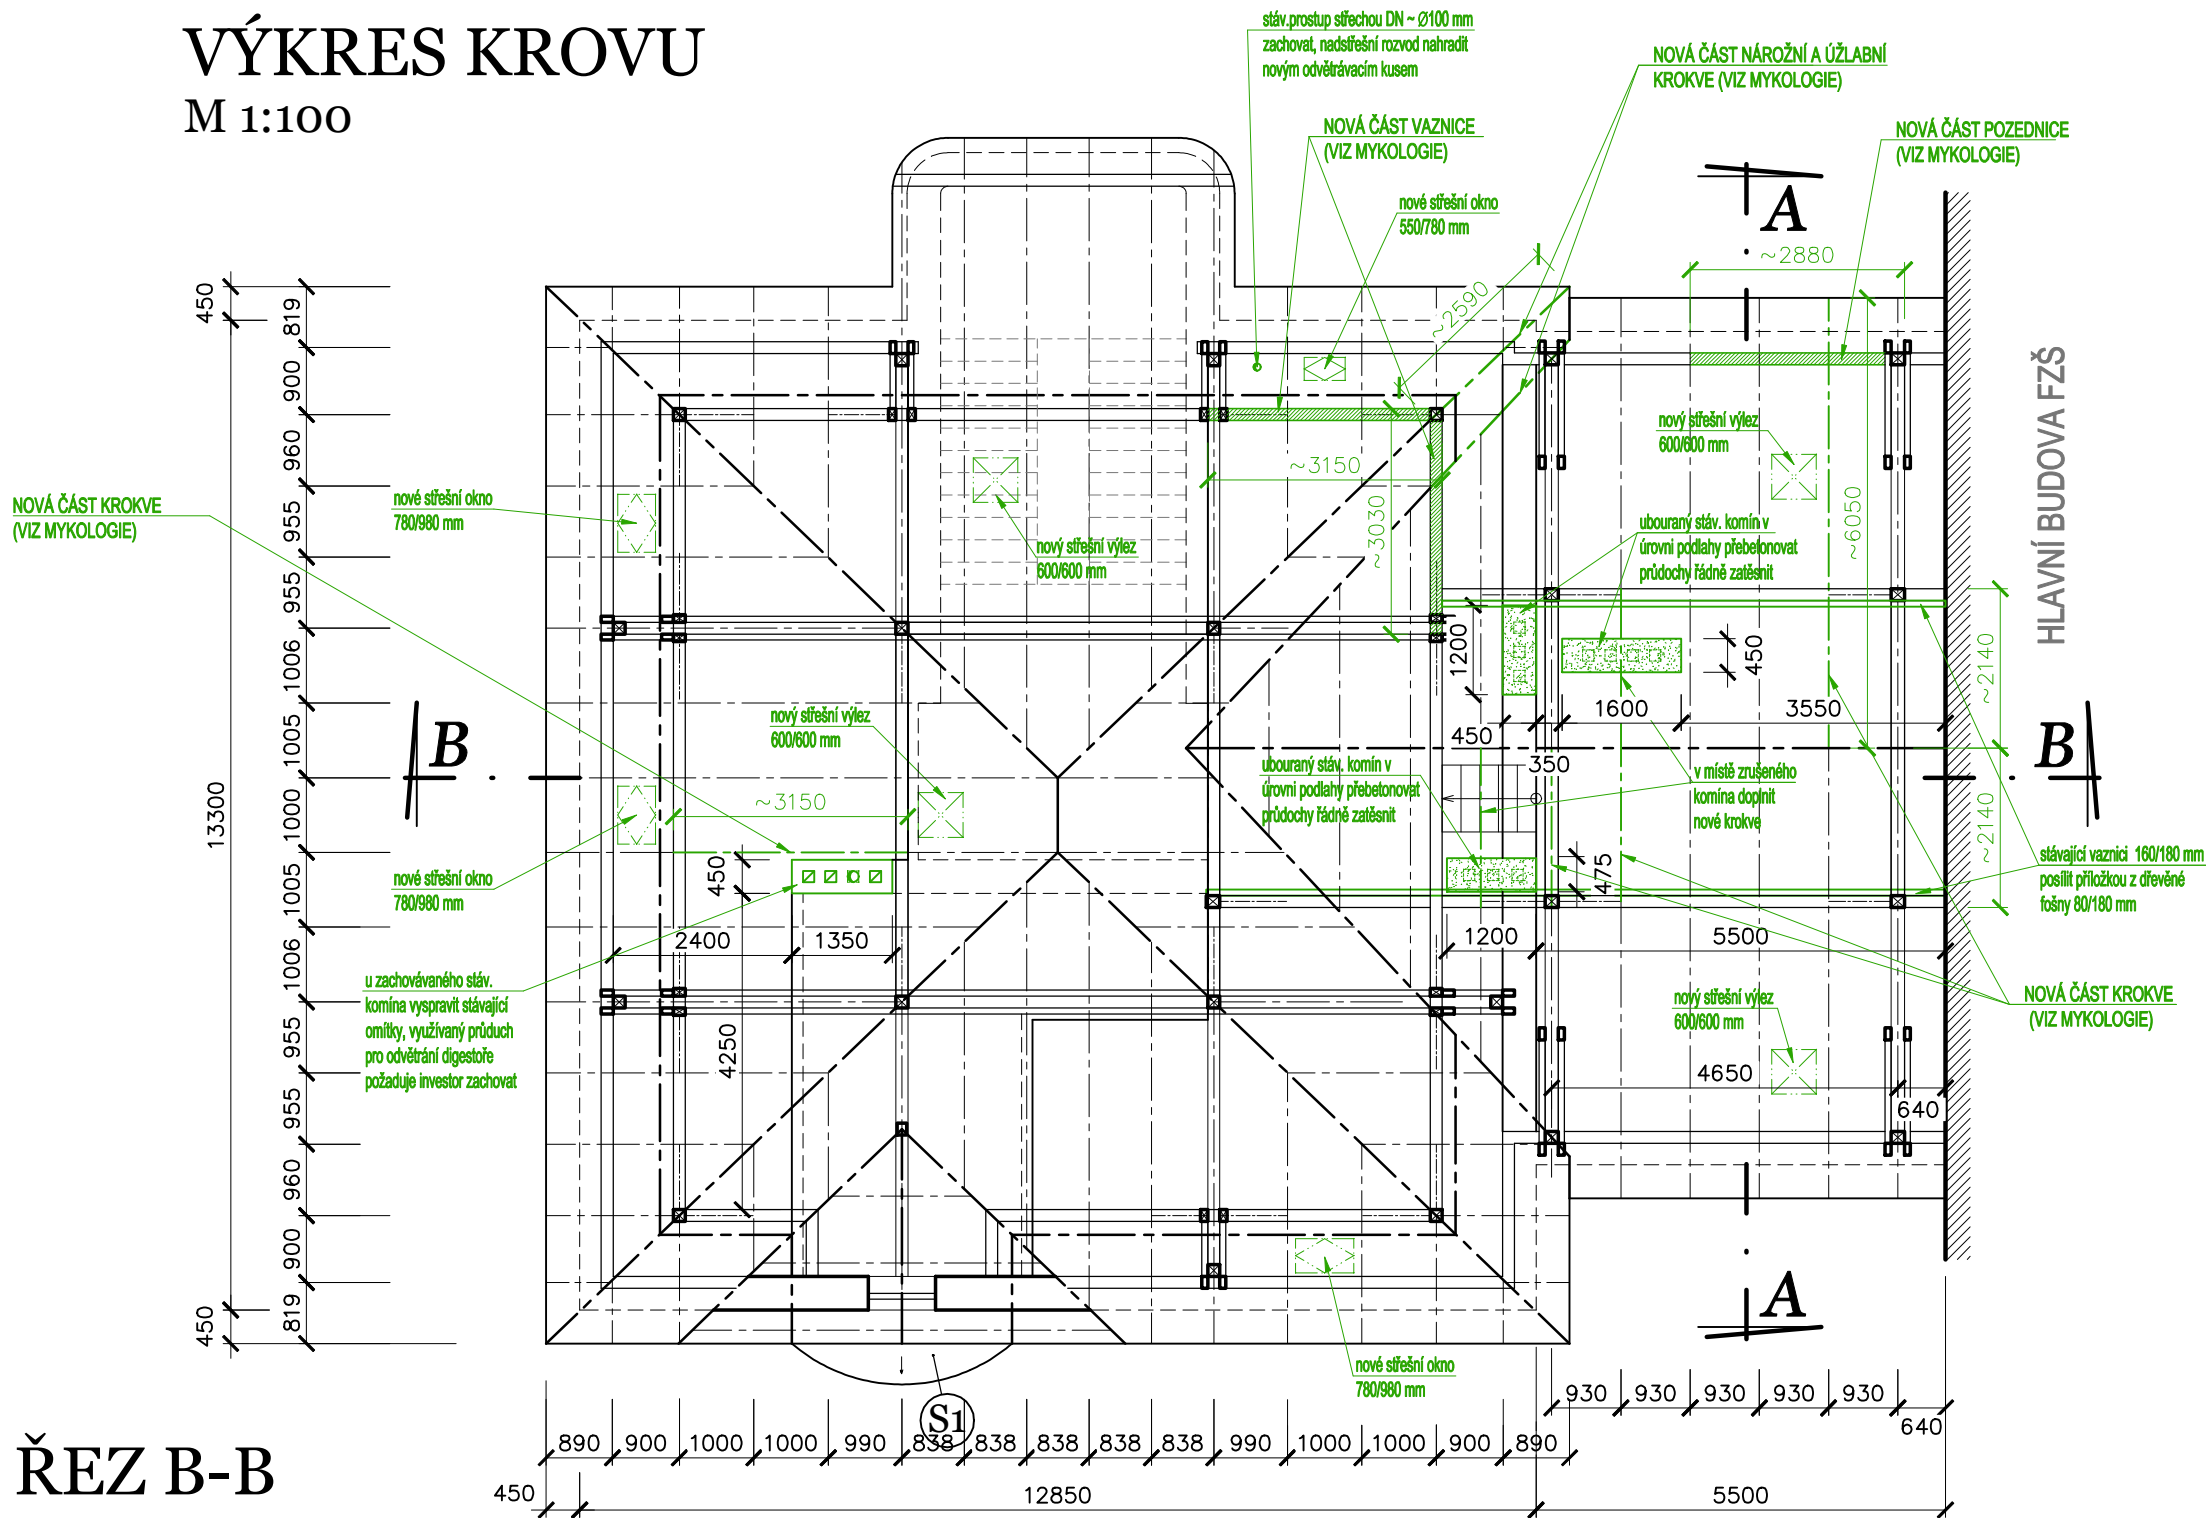 VÝKRES KROVU
M 1:100
stáv.prostup střechou DN ~ Ø100 mm
zachovat, nadstřešní rozvod nahradit
novým odvětrávacím kusem
NOVÁ ČÁST NÁROŽNÍ A ÚŽLABNÍ
KROKVE (VIZ MYKOLOGIE)
NOVÁ ČÁST VAZNICE
(VIZ MYKOLOGIE)
NOVÁ ČÁST POZEDNICE
(VIZ MYKOLOGIE)
nové střešní okno
550/780 mm
A
~2880
~2590
450
819
900
960
955
955
1006
1005
1000
1005
1006
955
955
960
900
819
450
13300
HLAVNÍ BUDOVA FZŠ
nový střešní výlez
600/600 mm
~3150
~3030
~6050
NOVÁ ČÁST KROKVE
(VIZ MYKOLOGIE)
nové střešní okno
780/980 mm
nový střešní výlez
600/600 mm
ubouraný stáv. komín v
úrovni podlahy přebetonovat
průdochy řádně zatěsnit
1200
450
~2140
1600
3550
450
350
B
B
nový střešní výlez
600/600 mm
ubouraný stáv. komín v
úrovni podlahy přebetonovat
průdochy řádně zatěsnit
v místě zrušeného
komína doplnit
nové krokve
~3150
~2140
nové střešní okno
780/980 mm
450
475
stávající vaznici 160/180 mm
posílit příložkou z dřevěné
fošny 80/180 mm
2400
1350
1200
5500
u zachovávaného stáv.
komína vyspravit stávající
omítky, využívaný průduch
pro odvětrání digestoře
požaduje investor zachovat
4250
nový střešní výlez
600/600 mm
NOVÁ ČÁST KROKVE
(VIZ MYKOLOGIE)
4650
640
A
nové střešní okno
780/980 mm
S1
930 930 930 930 930
640
890 900 1000 1000 990 838 838 838 838 838 990 1000 1000 900 890
450
12850
5500
ŘEZ B-B